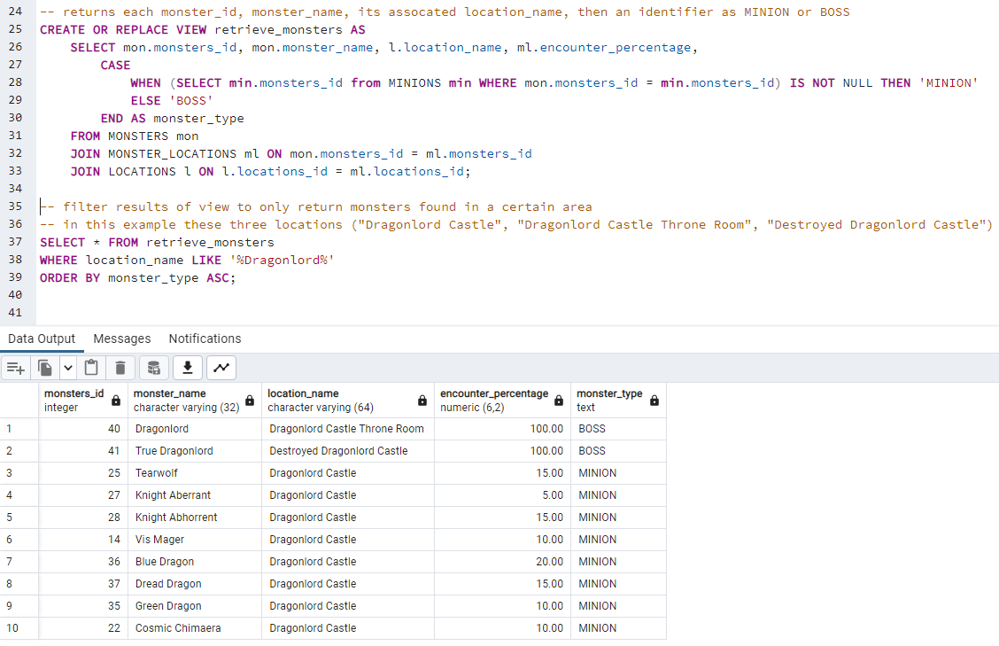 24 -- returns each monster_id, monster_name, its assocated location_name, then an identifier as MINION or BOSS
25 CREATE OR REPLACE VIEW retrieve_monsters AS
26 SELECT mon.monsters_id, mon.monster_name, l.location_name, ml.encounter_percentage,
27 CASE
28 WHEN (SELECT min.monsters_id from MINIONS min WHERE mon.monsters_id = min.monsters_id) IS NOT NULL THEN 'MINION'
29 ELSE 'BOSS'
30 END AS monster_type
31 FROM MONSTERS mon
32 JOIN MONSTER_LOCATIONS ml ON mon.monsters_id = ml.monsters_id
33 JOIN LOCATIONS l ON l.locations_id = ml.locations_id;
34
35 -- filter results of view to only return monsters found in a certain area
36 -- in this example these three locations ("Dragonlord Castle", "Dragonlord Castle Throne Room", "Destroyed Dragonlord Castle")
37 SELECT * FROM retrieve_monsters
38 WHERE location_name LIKE '%Dragonlord%'
39 ORDER BY monster_type ASC;
40
41
Data Output Messages Notifications
monsters_id monster_name location_name encounter_percentage monster_type
integer character varying (32) character varying (64) numeric (6,2) text
1 40 Dragonlord Dragonlord Castle Throne Room 100.00 BOSS
2 41 True Dragonlord Destroyed Dragonlord Castle 100.00 BOSS
3 25 Tearwolf Dragonlord Castle 15.00 MINION
4 27 Knight Aberrant Dragonlord Castle 5.00 MINION
5 28 Knight Abhorrent Dragonlord Castle 15.00 MINION
6 14 Vis Mager Dragonlord Castle 10.00 MINION
7 36 Blue Dragon Dragonlord Castle 20.00 MINION
8 37 Dread Dragon Dragonlord Castle 15.00 MINION
9 35 Green Dragon Dragonlord Castle 10.00 MINION
10 22 Cosmic Chimaera Dragonlord Castle 10.00 MINION